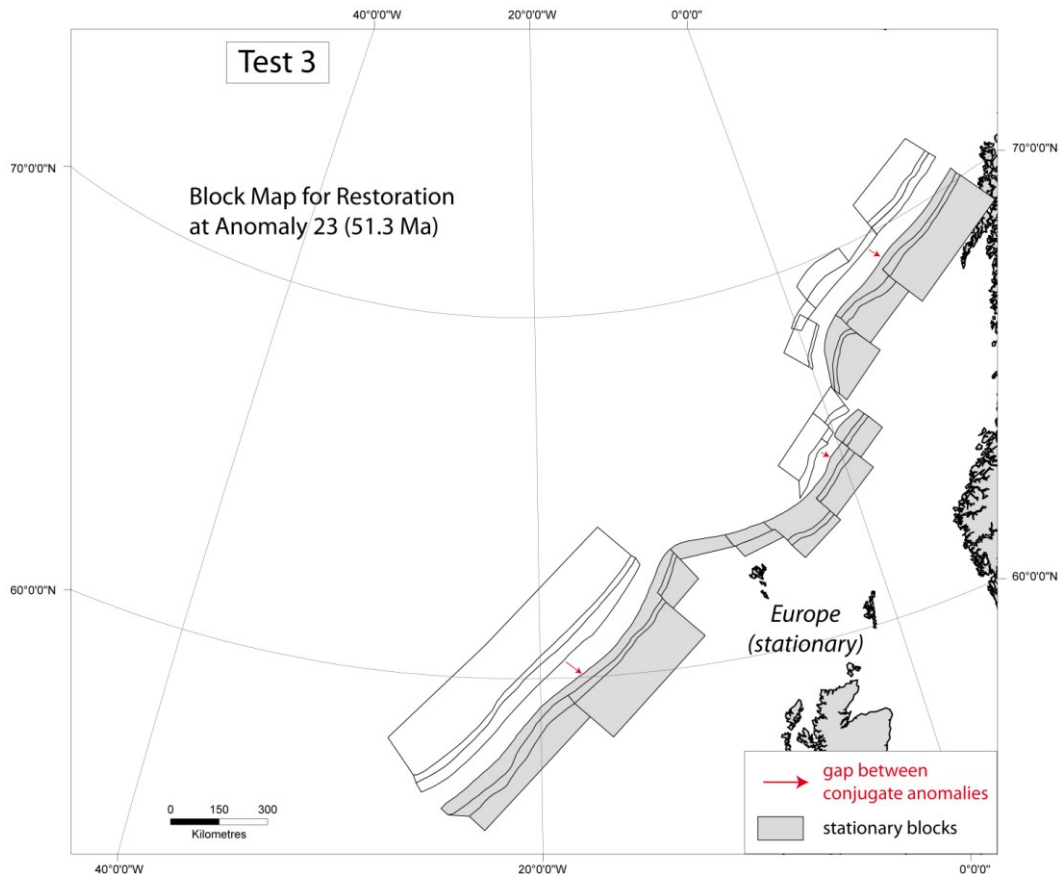 40°0'0"W
20°0'0"W
0°0'0"
Test 3
70°0'0"N
70°0'0"N
Block Map for Restoration
at Anomaly 23 (51.3 Ma)
60°0'0"N
60°0'0"N
Europe
(stationary)
gap between
conjugate anomalies
stationary blocks
0 150 300
Kilometres
40°0'0"W
20°0'0"W
0°0'0"